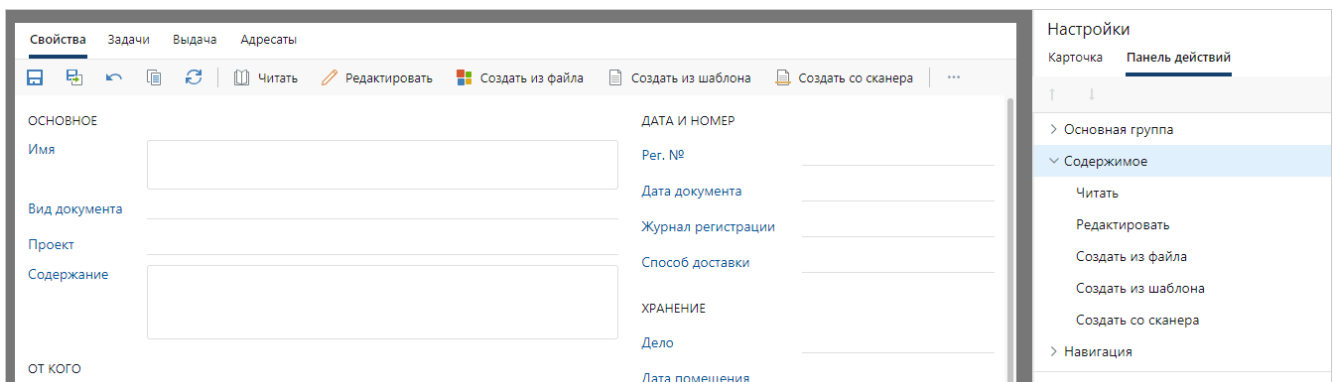 Свойства Задачи Выдача Адресаты
Читать Редактировать Создать из файла Создать из шаблона Создать со сканера ...
ОСНОВНОЕ
Имя
Вид документа
Проект
Содержание
ОТ КОГО
ДАТА И НОМЕР
Рег. №
Дата документа
Журнал регистрации
Способ доставки
ХРАНЕНИЕ
Дело
Дата помещения
Настройки
Карточка Панель действий
Основная группа
Содержимое
Читать
Редактировать
Создать из файла
Создать из шаблона
Создать со сканера
Навигация